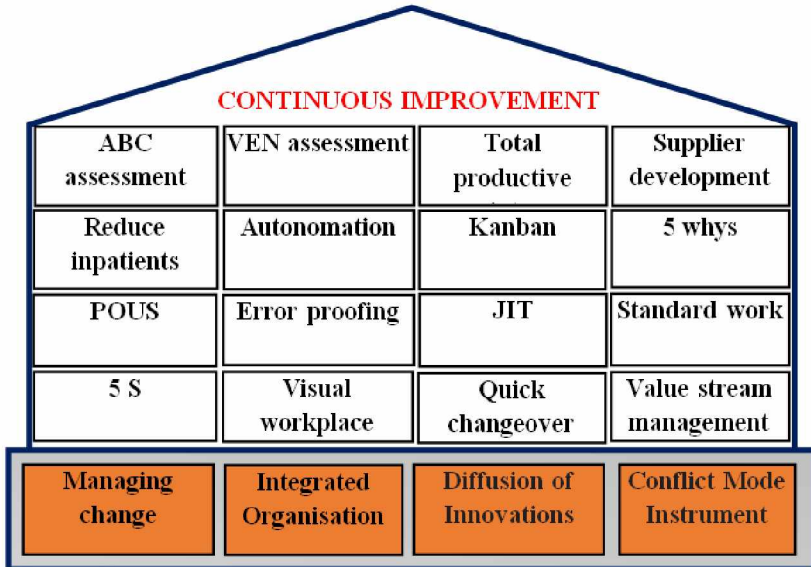 CONTINUOUS IMPROVEMENT
ABC
assessment
VEN assessment
Total
productive
Supplier
development
Reduce
inpatients
Autonomation
Kanban
5 whys
POUS
Error proofing
JIT
Standard work
5 S
Visual
workplace
Quick
changeover
Value stream
management
Managing
change
Integrated
Organisation
Diffusion of
Innovations
Conflict Mode
Instrument